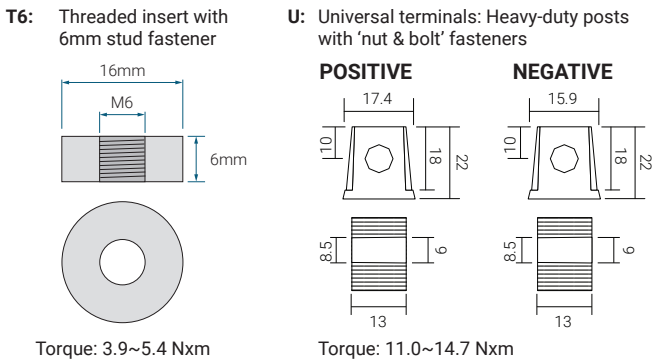 T6: Threaded insert with
6mm stud fastener
16mm
M6
6mm
Torque: 3.9~5.4 Nxm
U: Universal terminals: Heavy-duty posts
with ‘nut & bolt’ fasteners
POSITIVE
17.4
10
18
22
8.5
6
13
NEGATIVE
15.9
10
18
22
8.5
6
13
Torque: 11.0~14.7 Nxm